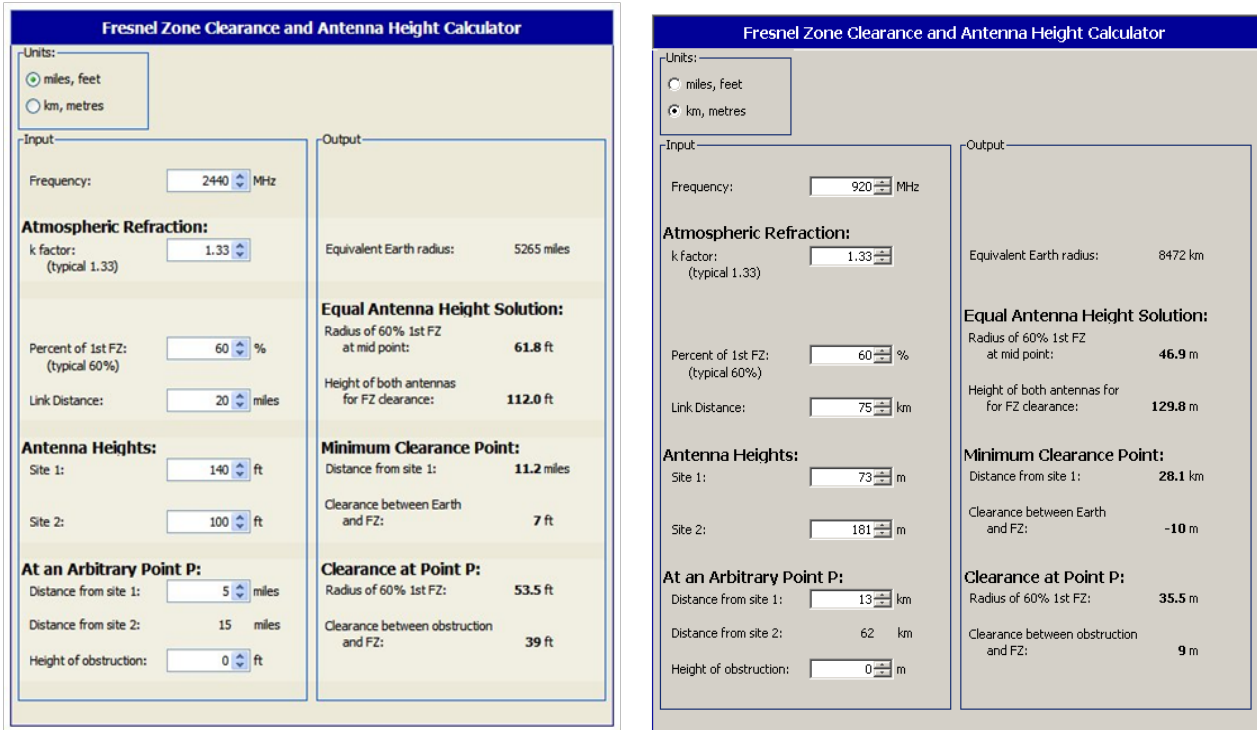 Fresnel Zone Clearance and Antenna Height Calculator
Units:
miles, feet
km, metres
Input
Frequency: 2440 MHz
Atmospheric Refraction:
k factor: 1.33
(typical 1.33)
Percent of 1st FZ: 60 %
(typical 60%)
Link Distance: 20 miles
Antenna Heights:
Site 1: 140 ft
Site 2: 100 ft
At an Arbitrary Point P:
Distance from site 1: 5 miles
Distance from site 2: 15 miles
Height of obstruction: 0 ft
Output
Equivalent Earth radius: 5265 miles
Equal Antenna Height Solution:
Radius of 60% 1st FZ
at mid point: 61.8 ft
Height of both antennas
for FZ clearance: 112.0 ft
Minimum Clearance Point:
Distance from site 1: 11.2 miles
Clearance between Earth
and FZ: 7 ft
Clearance at Point P:
Radius of 60% 1st FZ: 53.5 ft
Clearance between obstruction
and FZ: 39 ft
Fresnel Zone Clearance and Antenna Height Calculator
Units:
miles, feet
km, metres
Input
Frequency: 920 MHz
Atmospheric Refraction:
k factor: 1.33
(typical 1.33)
Percent of 1st FZ: 60 %
(typical 60%)
Link Distance: 75 km
Antenna Heights:
Site 1: 73 m
Site 2: 181 m
At an Arbitrary Point P:
Distance from site 1: 13 km
Distance from site 2: 62 km
Height of obstruction: 0 m
Output
Equivalent Earth radius: 8472 km
Equal Antenna Height Solution:
Radius of 60% 1st FZ
at mid point: 46.9 m
Height of both antennas for
for FZ clearance: 129.8 m
Minimum Clearance Point:
Distance from site 1: 28.1 km
Clearance between Earth
and FZ: -10 m
Clearance at Point P:
Radius of 60% 1st FZ: 35.5 m
Clearance between obstruction
and FZ: 9 m